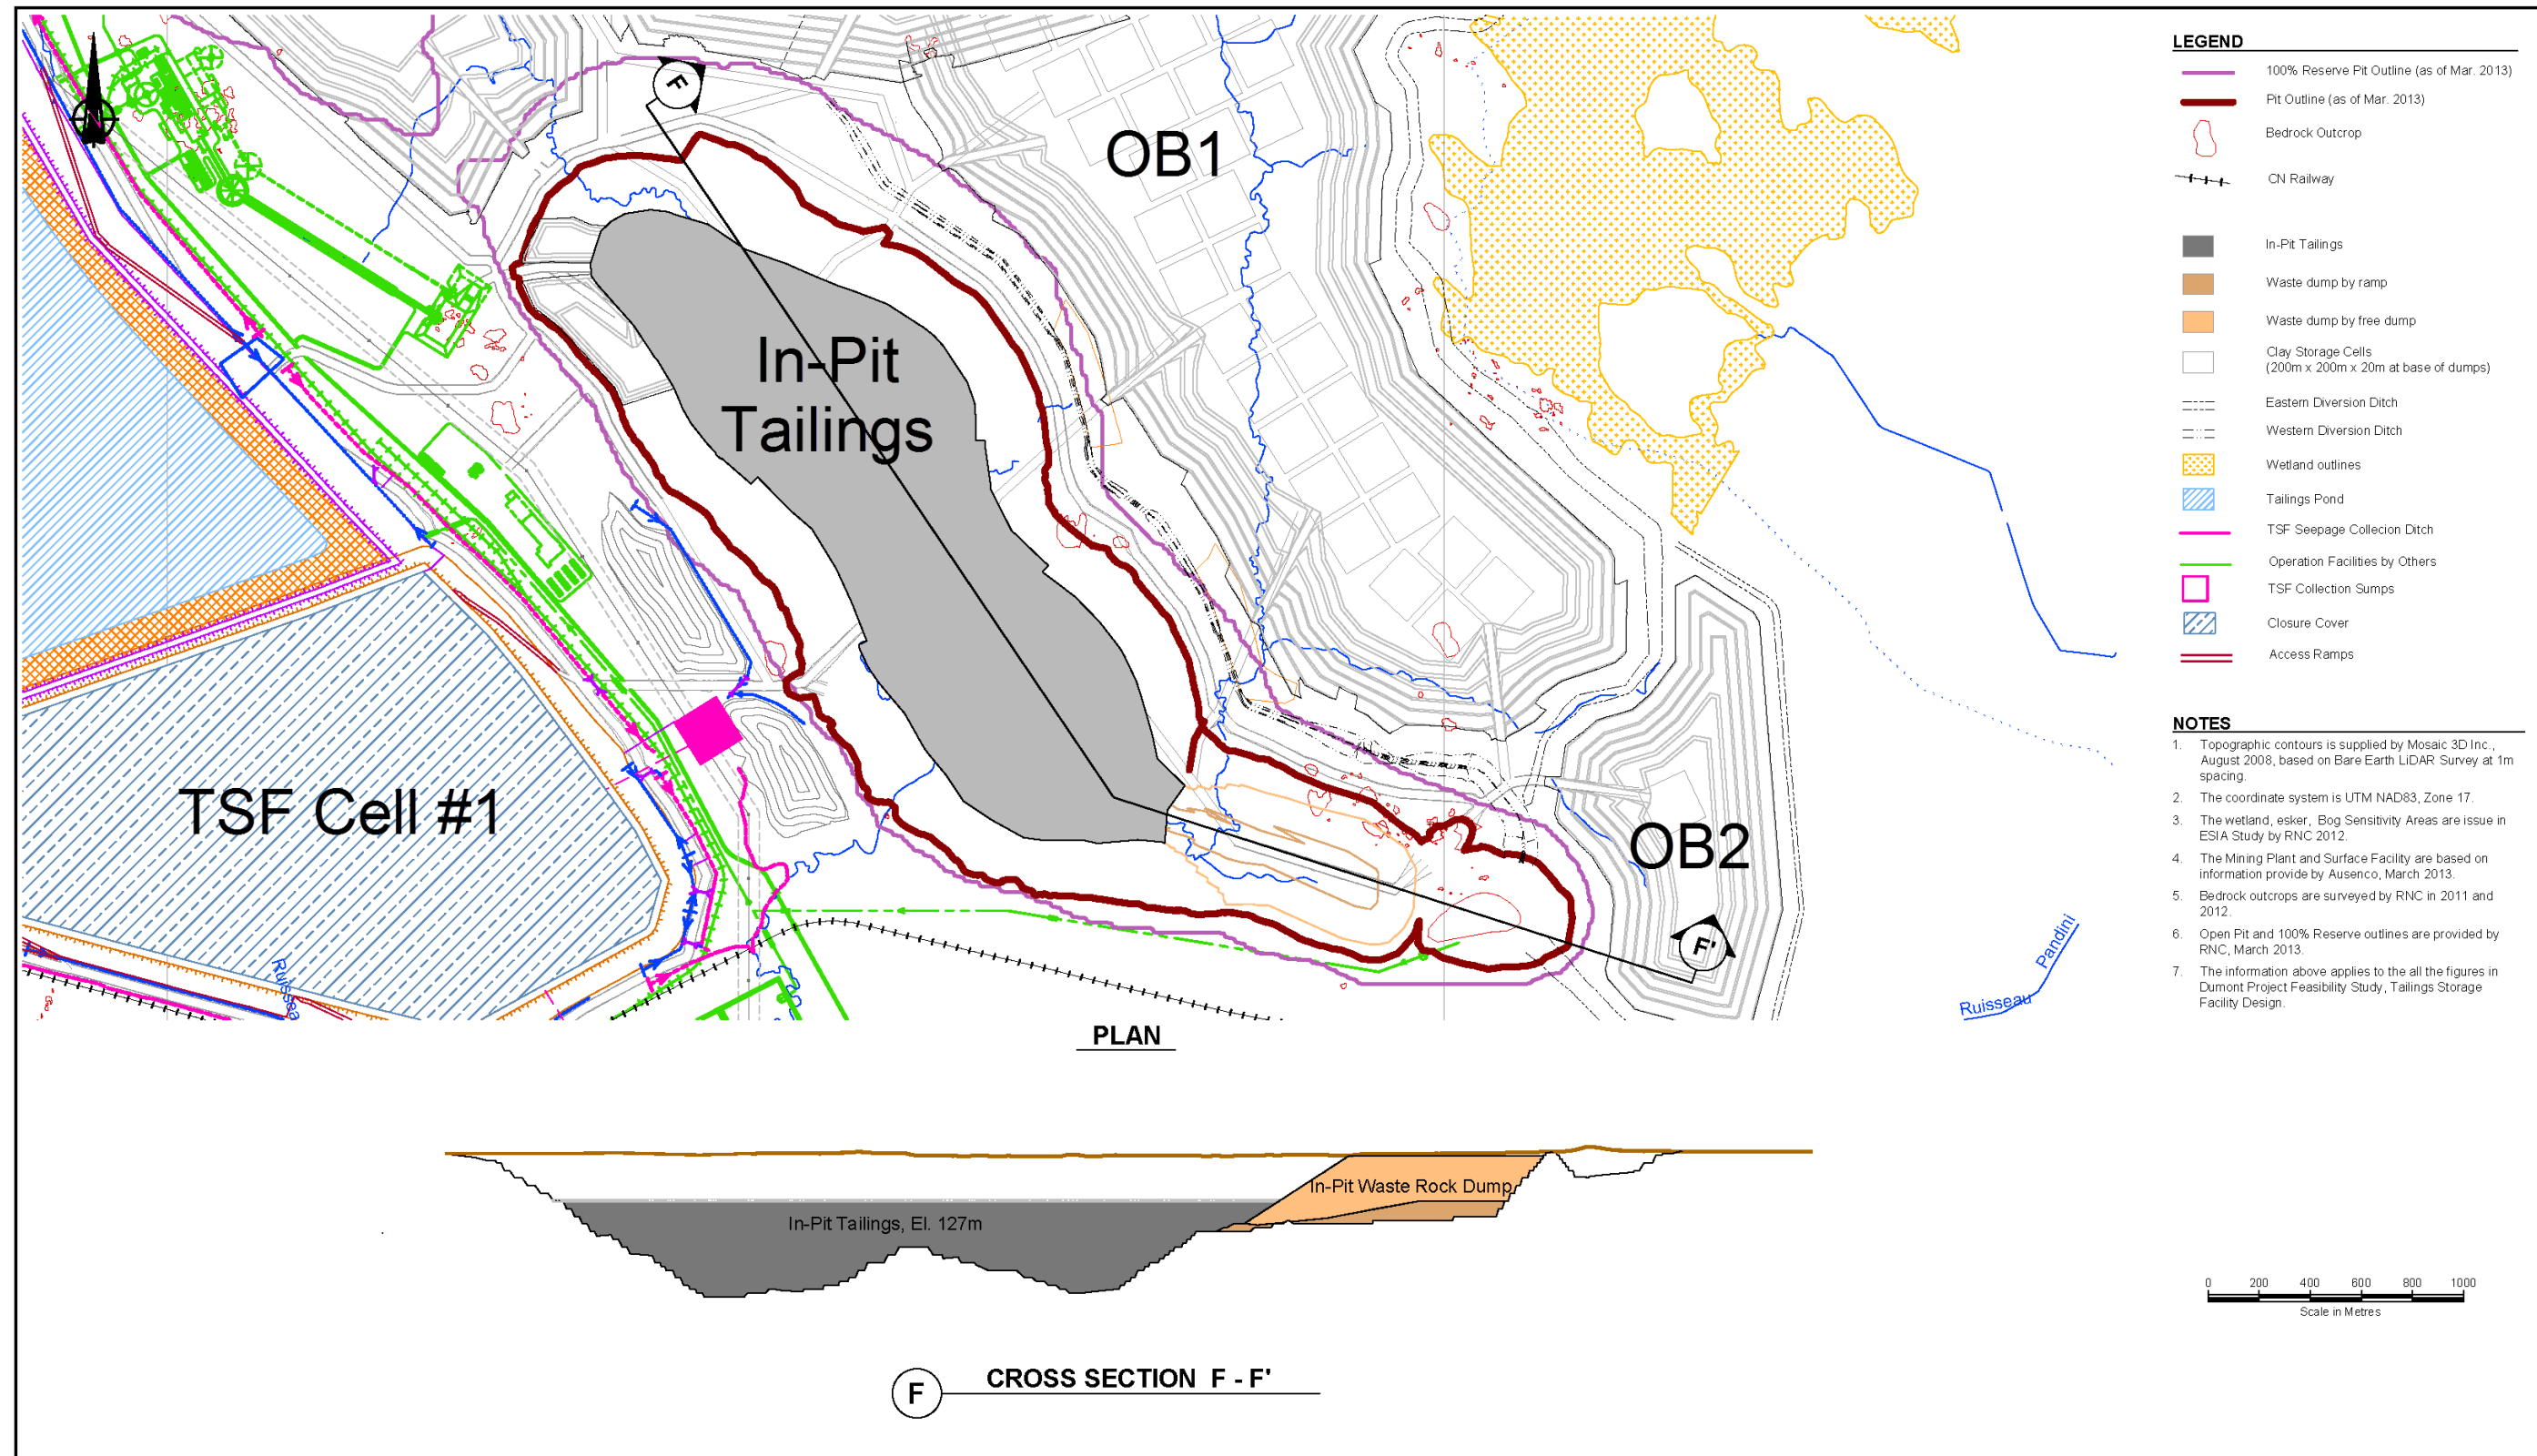 F
OB1
In-Pit
Tailings
TSF Cell #1
OB2
F'
Ruissea
Ruisseau
Pandini
PLAN
In-Pit Waste Rock Dump
In-Pit Tailings, El. 127m
F
CROSS SECTION F - F'
LEGEND
100% Reserve Pit Outline (as of Mar. 2013)
Pit Outline (as of Mar. 2013)
Bedrock Outcrop
CN Railway
In-Pit Tailings
Waste dump by ramp
Waste dump by free dump
Clay Storage Cells
(200m x 200m x 20m at base of dumps)
Eastern Diversion Ditch
Western Diversion Ditch
Wetland outlines
Tailings Pond
TSF Seepage Collecion Ditch
Operation Facilities by Others
TSF Collection Sumps
Closure Cover
Access Ramps
NOTES
1. Topographic contours is supplied by Mosaic 3D Inc.,
August 2008, based on Bare Earth LiDAR Survey at 1m
spacing.
2. The coordinate system is UTM NAD83, Zone 17.
3. The wetland, esker, Bog Sensitivity Areas are issue in
ESIA Study by RNC 2012.
4. The Mining Plant and Surface Facility are based on
information provide by Ausenco, March 2013.
5. Bedrock outcrops are surveyed by RNC in 2011 and
2012.
6. Open Pit and 100% Reserve outlines are provided by
RNC, March 2013.
7. The information above applies to the all the figures in
Dumont Project Feasibility Study, Tailings Storage
Facility Design.
0 200 400 600 800 1000
Scale in Metres